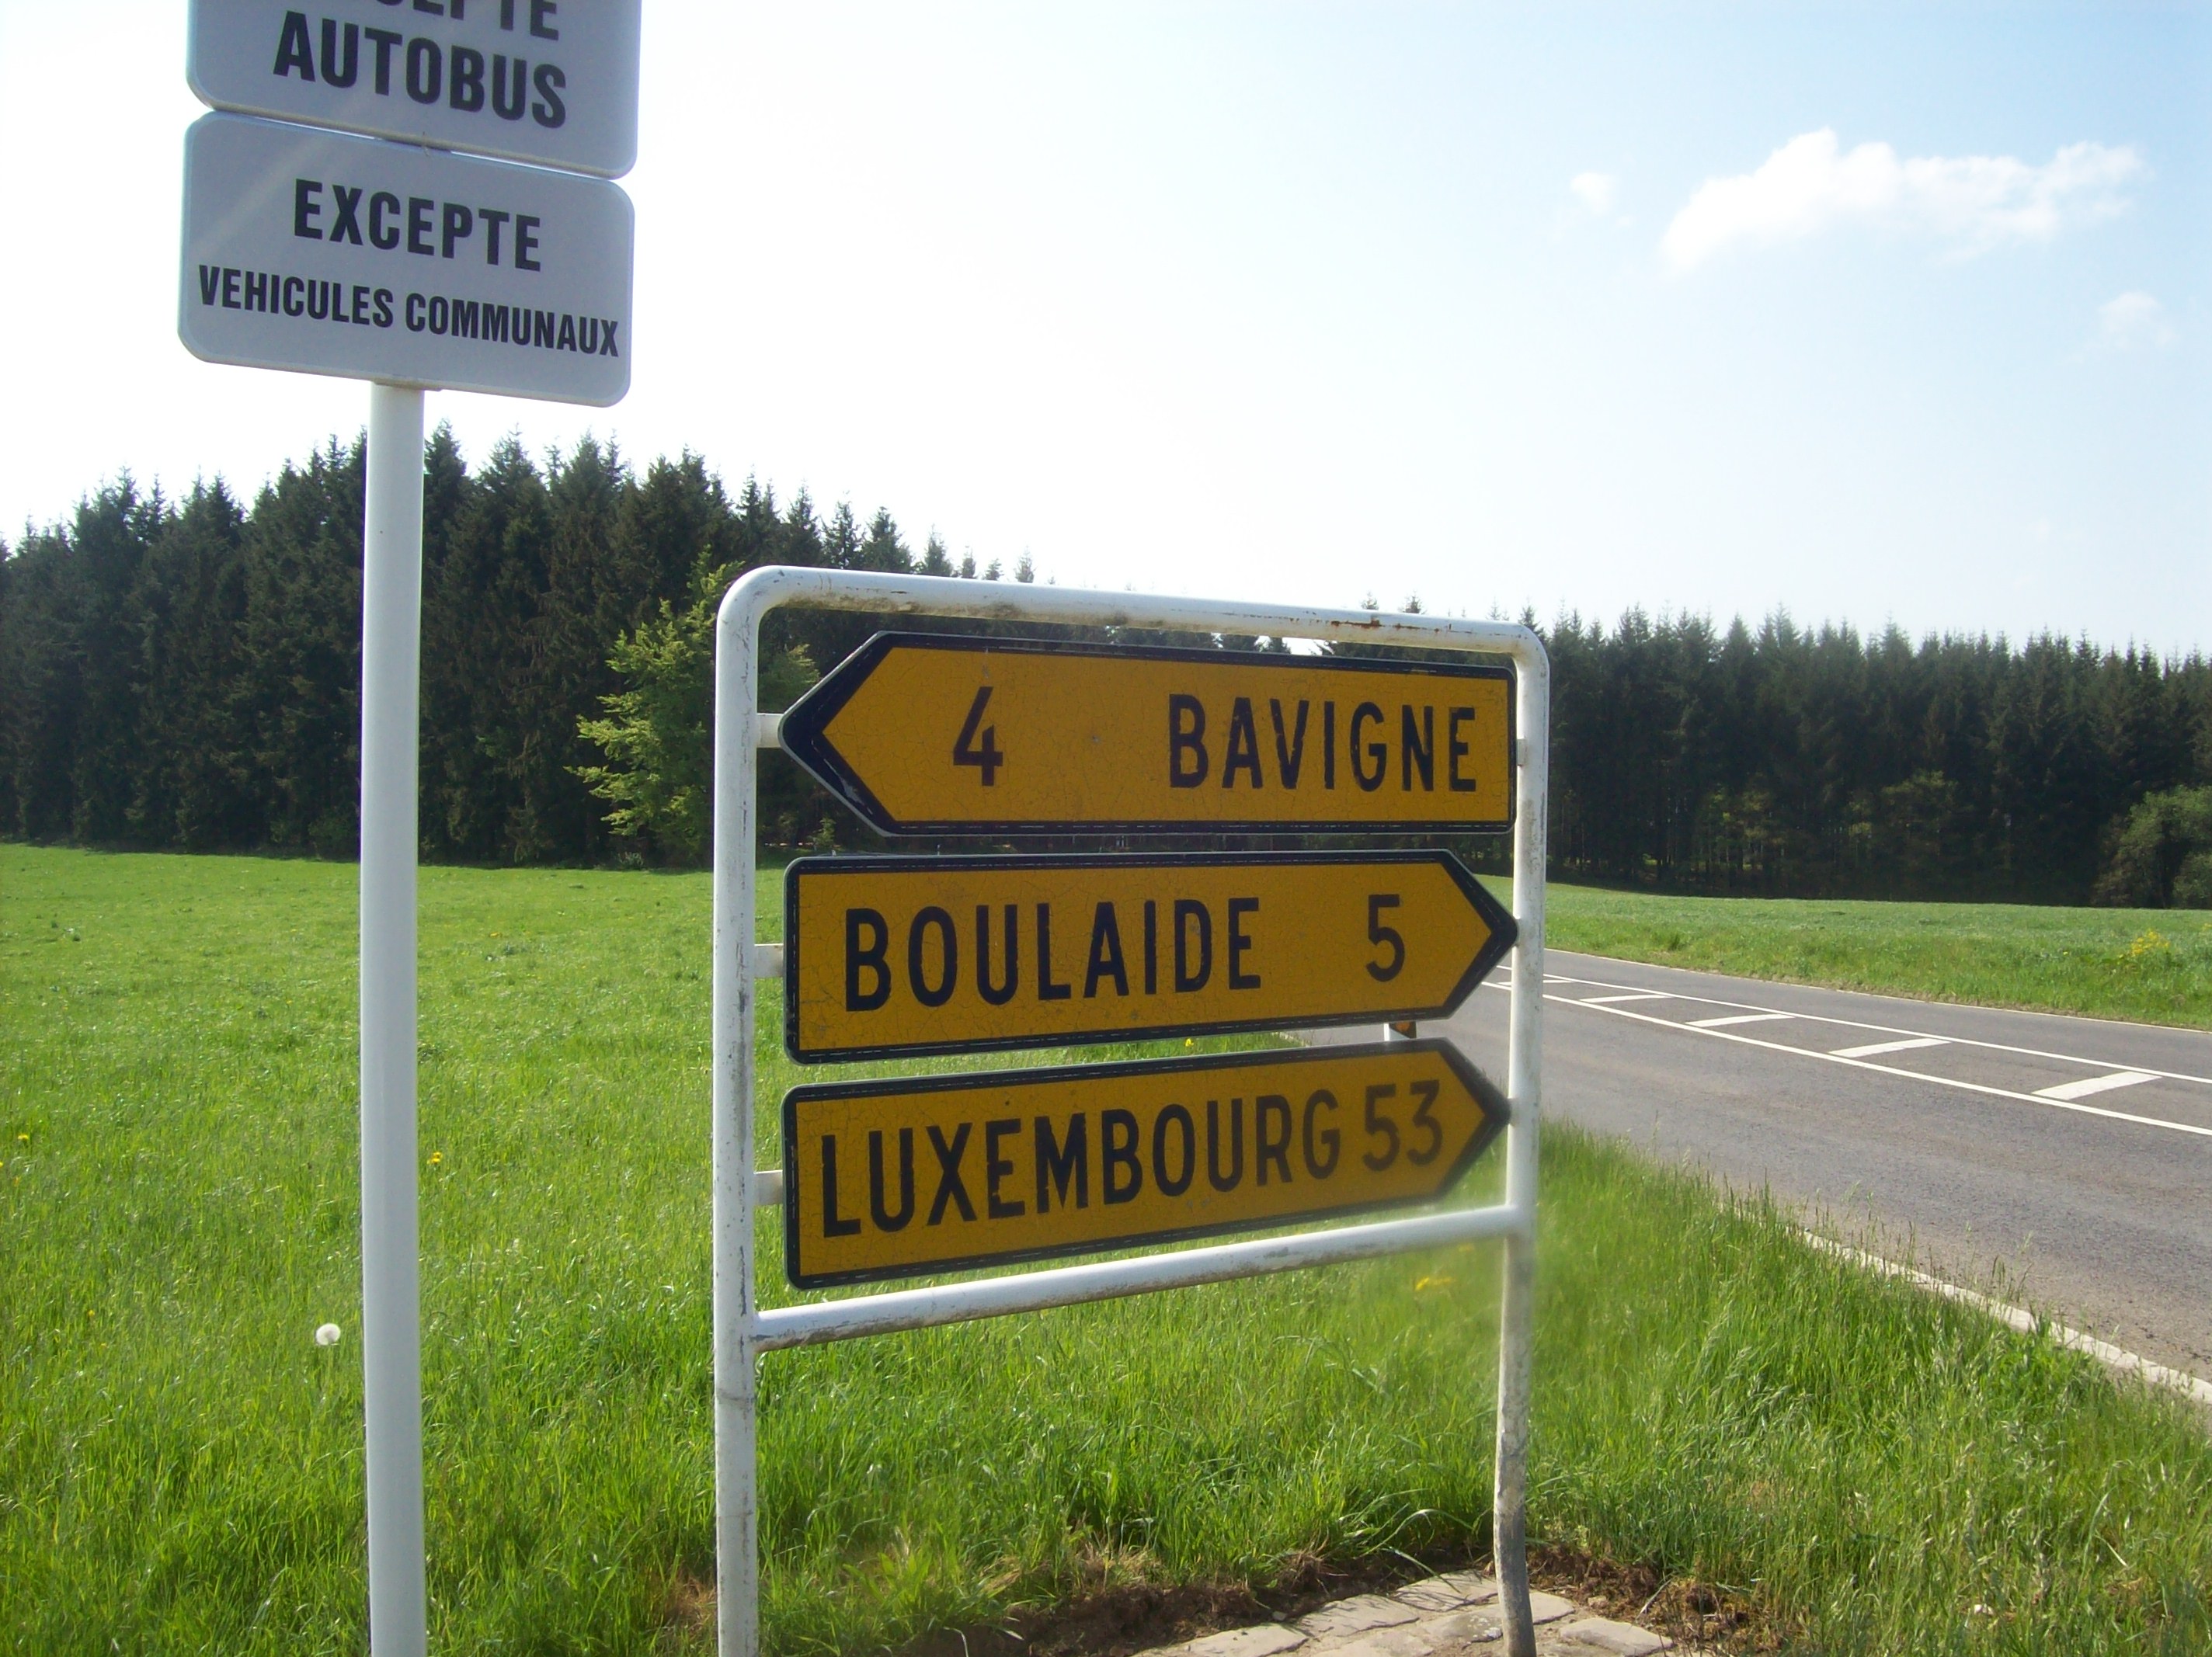 AUTOBUS
EXCEPTE
VEHICULES COMMUNAUX
4 BAVIGNE
BOULAIDE 5
LUXEMBOURG 53